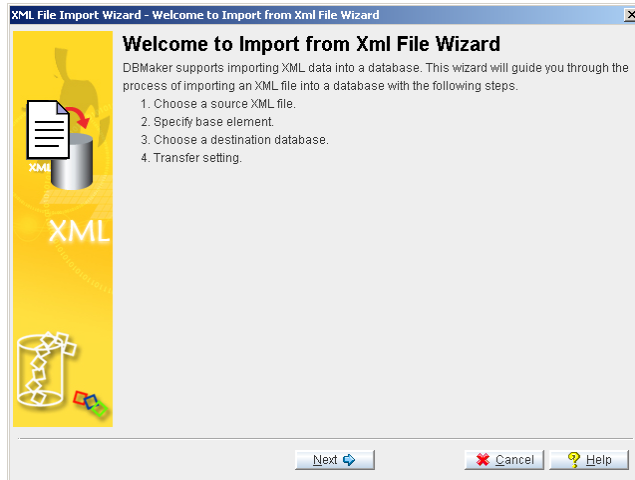 XML File Import Wizard - Welcome to Import from Xml File Wizard
Welcome to Import from Xml File Wizard
DBMaker supports importing XML data into a database. This wizard will guide you through the
process of importing an XML file into a database with the following steps.
1. Choose a source XML file.
2. Specify base element.
3. Choose a destination database.
4. Transfer setting.
XML
XML
Next
Cancel
Help